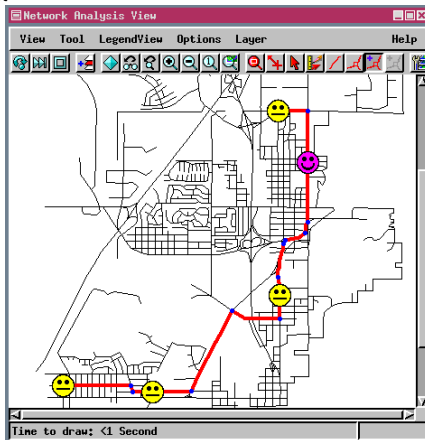 Network Analysis View
View Tool LegendView Options Layer Help
Time to draw: <1 Second